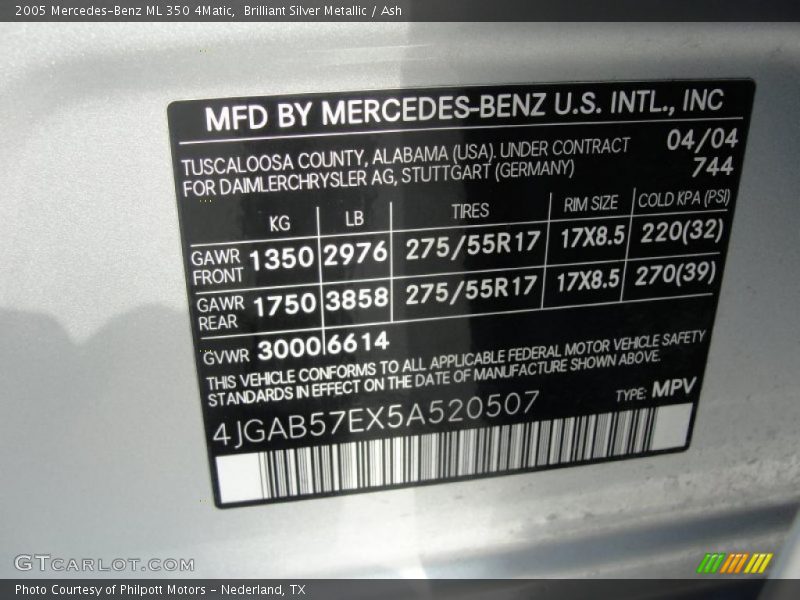 2005 Mercedes-Benz ML 350 4Matic,  Brilliant Silver Metallic / Ash
MFD BY MERCEDES-BENZ U.S. INTL., INC
TUSCALOOSA COUNTY, ALABAMA (USA). UNDER CONTRACT 04/04
FOR DAIMLERCHRYSLER AG, STUTTGART (GERMANY) 744
KG LB TIRES RIM SIZE COLD KPA (PSI)
GAWR FRONT 1350 2976 275/55R17 17X8.5 220(32)
GAWR REAR 1750 3858 275/55R17 17X8.5 270(39)
GVWR 3000 6614
THIS VEHICLE CONFORMS TO ALL APPLICABLE FEDERAL MOTOR VEHICLE SAFETY
STANDARDS IN EFFECT ON THE DATE OF MANUFACTURE SHOWN ABOVE.
4JGAB57EX5A520507 TYPE: MPV
GTCARLOT.COM
Photo Courtesy of Philpott Motors - Nederland, TX